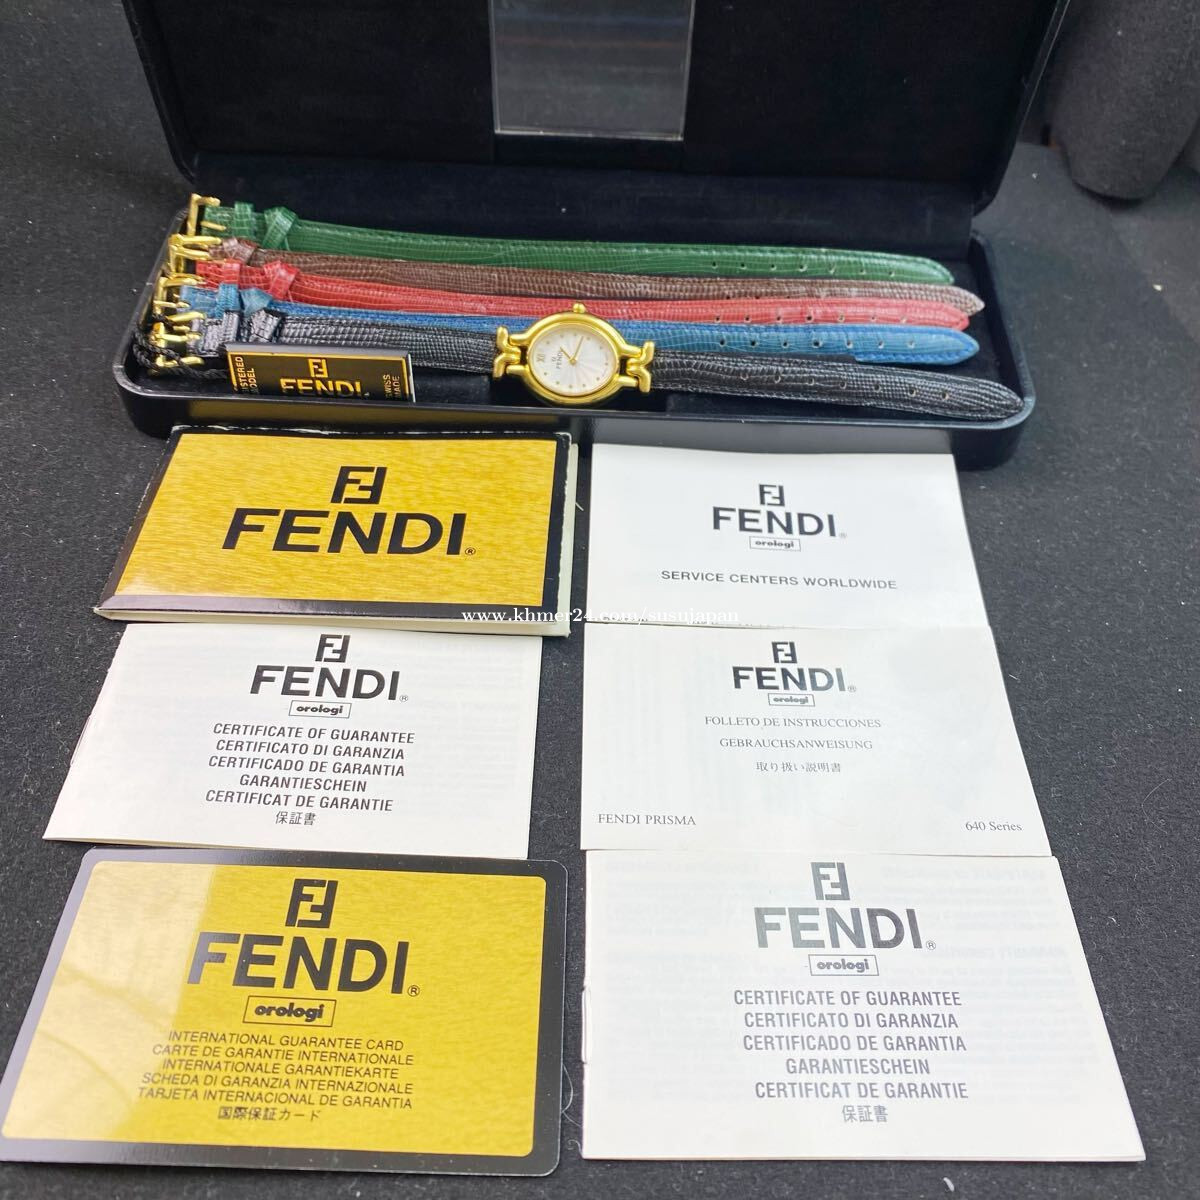 FENDI
SWISS MADE
XII
FENDI
FENDI®
www.khmer24.com/susujapan
FENDI®
orologi
SERVICE CENTERS WORLDWIDE
FENDI®
orologi
CERTIFICATE OF GUARANTEE
CERTIFICATO DI GARANZIA
CERTIFICADO DE GARANTIA
GARANTIESCHEIN
CERTIFICAT DE GARANTIE
保証書
FENDI®
orologi
FOLLETO DE INSTRUCCIONES
GEBRAUCHSANWEISUNG
取り扱い説明書
FENDI PRISMA
640 Series
FENDI®
orologi
INTERNATIONAL GUARANTEE CARD
CARTE DE GARANTIE INTERNATIONALE
INTERNATIONALE GARANTIEKARTE
SCHEDA DI GARANZIA INTERNAZIONALE
TARJETA INTERNACIONAL DE GARANTIA
国際保証カード
FENDI®
orologi
CERTIFICATE OF GUARANTEE
CERTIFICATO DI GARANZIA
CERTIFICADO DE GARANTIA
GARANTIESCHEIN
CERTIFICAT DE GARANTIE
保証書